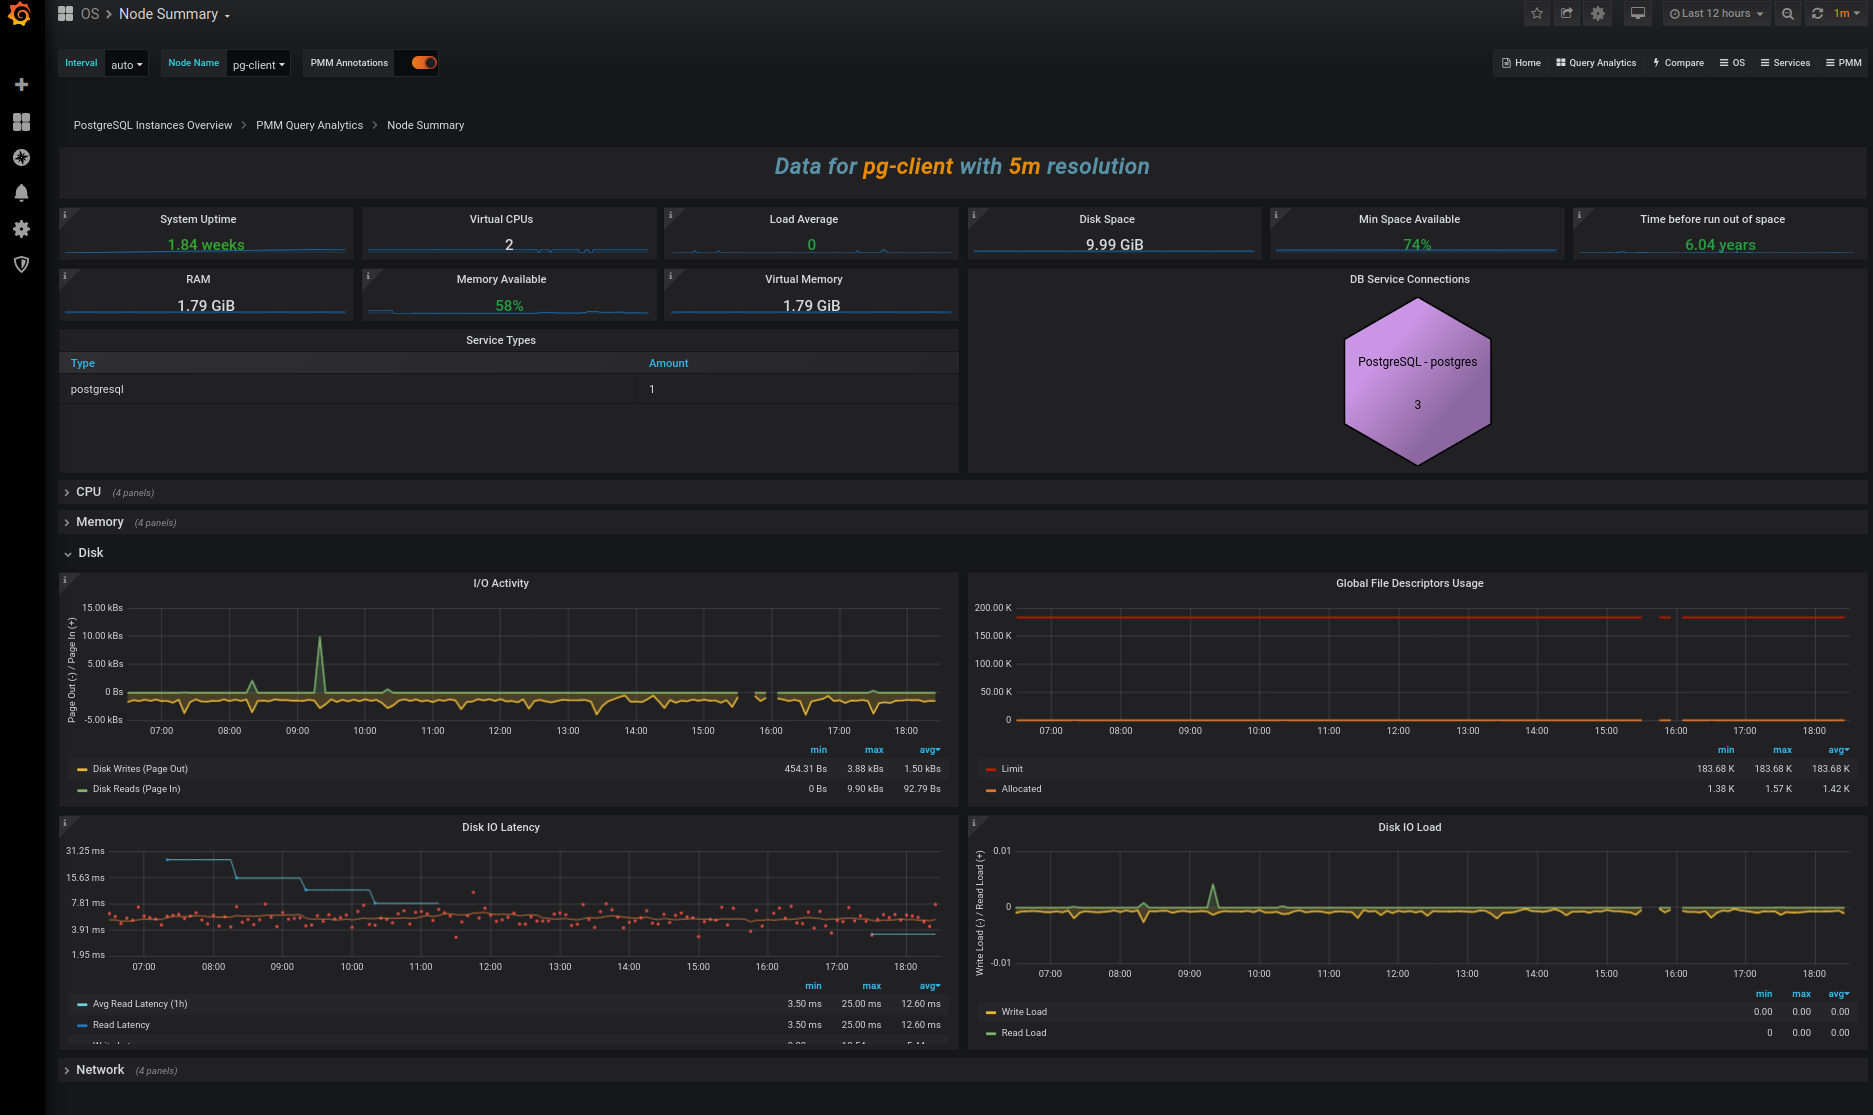 OS > Node Summary
Last 12 hours
1m
Interval auto Node Name pg-client PMM Annotations
Home Query Analytics Compare OS Services PMM
PostgreSQL Instances Overview > PMM Query Analytics > Node Summary
Data for pg-client with 5m resolution
System Uptime
1.84 weeks
Virtual CPUs
2
Load Average
0
Disk Space
9.99 GiB
Min Space Available
74%
Time before run out of space
6.04 years
RAM
1.79 GiB
Memory Available
58%
Virtual Memory
1.79 GiB
DB Service Connections
PostgreSQL - postgres
3
Service Types
Type Amount
postgresql 1
CPU (4 panels)
Memory (4 panels)
Disk
I/O Activity
Page Out (-) / Page In (+)
15.00 kBs
10.00 kBs
5.00 kBs
0 Bs
-5.00 kBs
07:00 08:00 09:00 10:00 11:00 12:00 13:00 14:00 15:00 16:00 17:00 18:00
min max avg
Disk Writes (Page Out) 454.31 Bs 3.88 kBs 1.50 kBs
Disk Reads (Page In) 0 Bs 9.90 kBs 92.79 Bs
Global File Descriptors Usage
200.00 K
150.00 K
100.00 K
50.00 K
0
07:00 08:00 09:00 10:00 11:00 12:00 13:00 14:00 15:00 16:00 17:00 18:00
min max avg
Limit 183.68 K 183.68 K 183.68 K
Allocated 1.38 K 1.57 K 1.42 K
Disk IO Latency
31.25 ms
15.63 ms
7.81 ms
3.91 ms
1.95 ms
07:00 08:00 09:00 10:00 11:00 12:00 13:00 14:00 15:00 16:00 17:00 18:00
min max avg
Avg Read Latency (1h) 3.50 ms 25.00 ms 12.60 ms
Read Latency 3.50 ms 25.00 ms 12.60 ms
Disk IO Load
Write Load (-) / Read Load (+)
0.01
0
-0.01
07:00 08:00 09:00 10:00 11:00 12:00 13:00 14:00 15:00 16:00 17:00 18:00
min max avg
Write Load 0.00 0.00 0.00
Read Load 0 0.00 0.00
Network (4 panels)